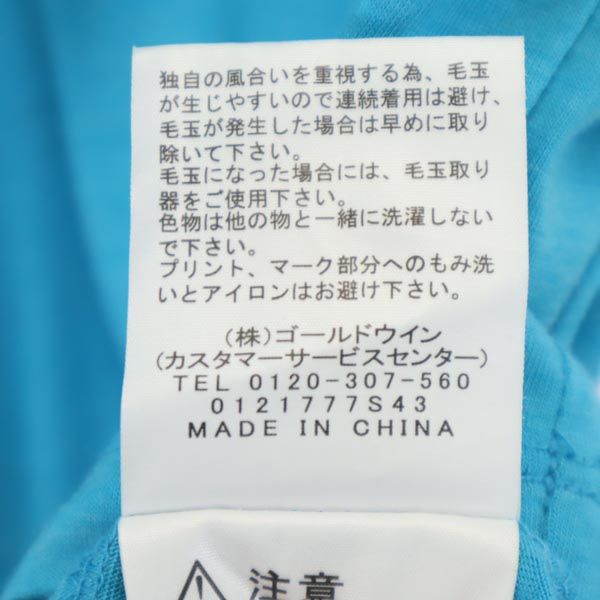 独自の風合いを重視する為、毛玉
が生じやすいので連続着用は避け、
毛玉が発生した場合は早めに取り
除いて下さい。
毛玉になった場合には、毛玉取り
器をご使用下さい。
色物は他の物と一緒に洗濯しない
で下さい。
プリント、マーク部分へのもみ洗
いとアイロンはお避け下さい。
(株)ゴールドウイン
(カスタマーサービスセンター)
TEL 0120-307-560
0121777S43
MADE IN CHINA
注意